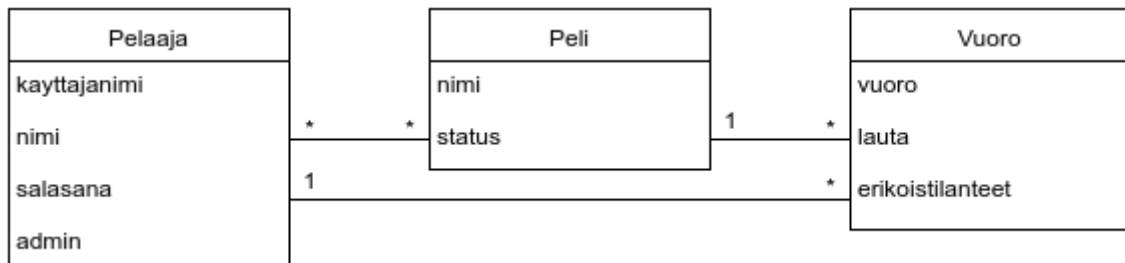 Pelaaja
kayttajanimi
nimi
salasana
admin
* *
1 *
Peli
nimi
status
1 *
Vuoro
vuoro
lauta
erikoistilanteet